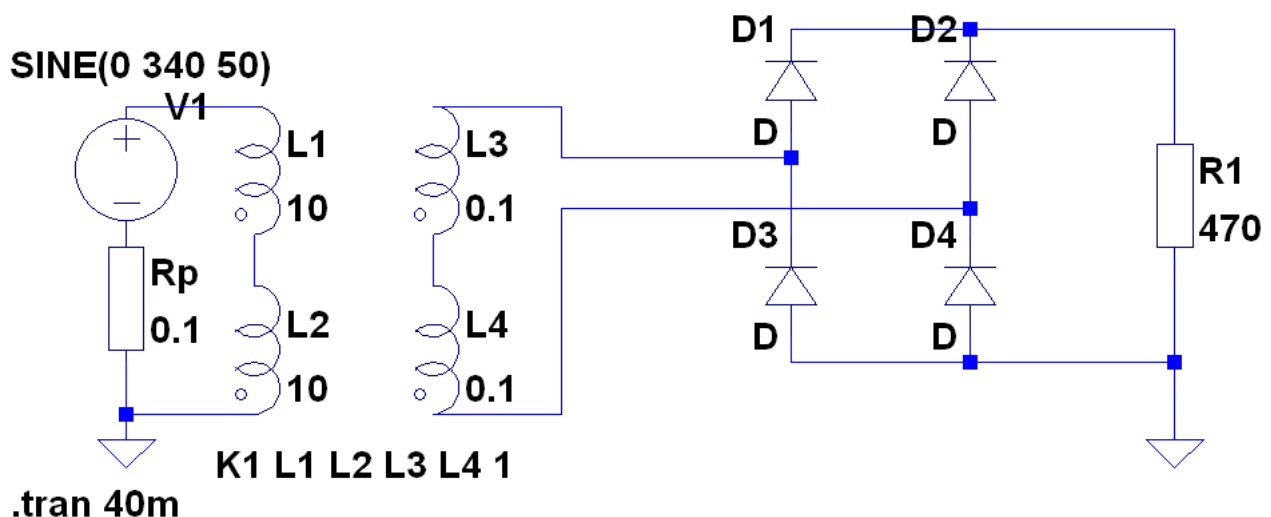 D1
D2
SINE(0 340 50)
V1
L1
L3
D
D
R1
10
0.1
470
D3
D4
Rp
L2
L4
0.1
D
D
10
0.1
K1 L1 L2 L3 L4 1
.tran 40m